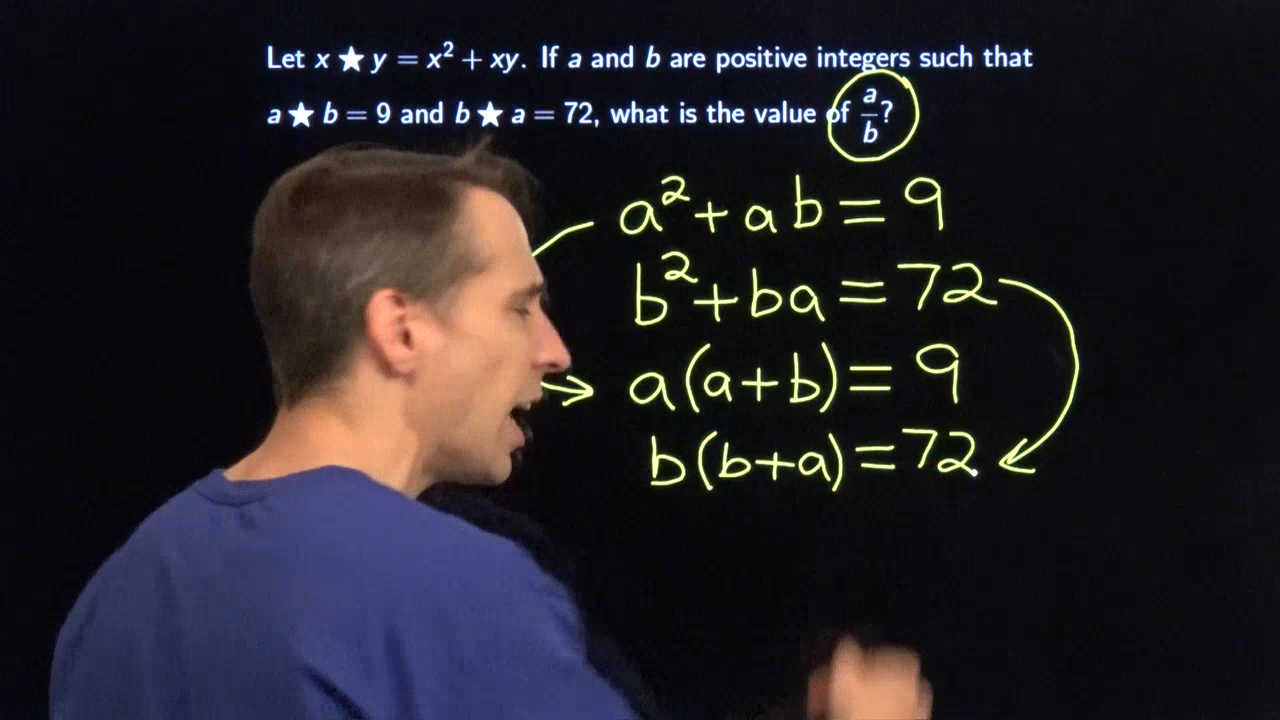 Let x ★ y = x² + xy. If a and b are positive integers such that
a ★ b = 9 and b ★ a = 72, what is the value of a/b?
a² + ab = 9
b² + ba = 72
a(a+b) = 9
b(b+a) = 72